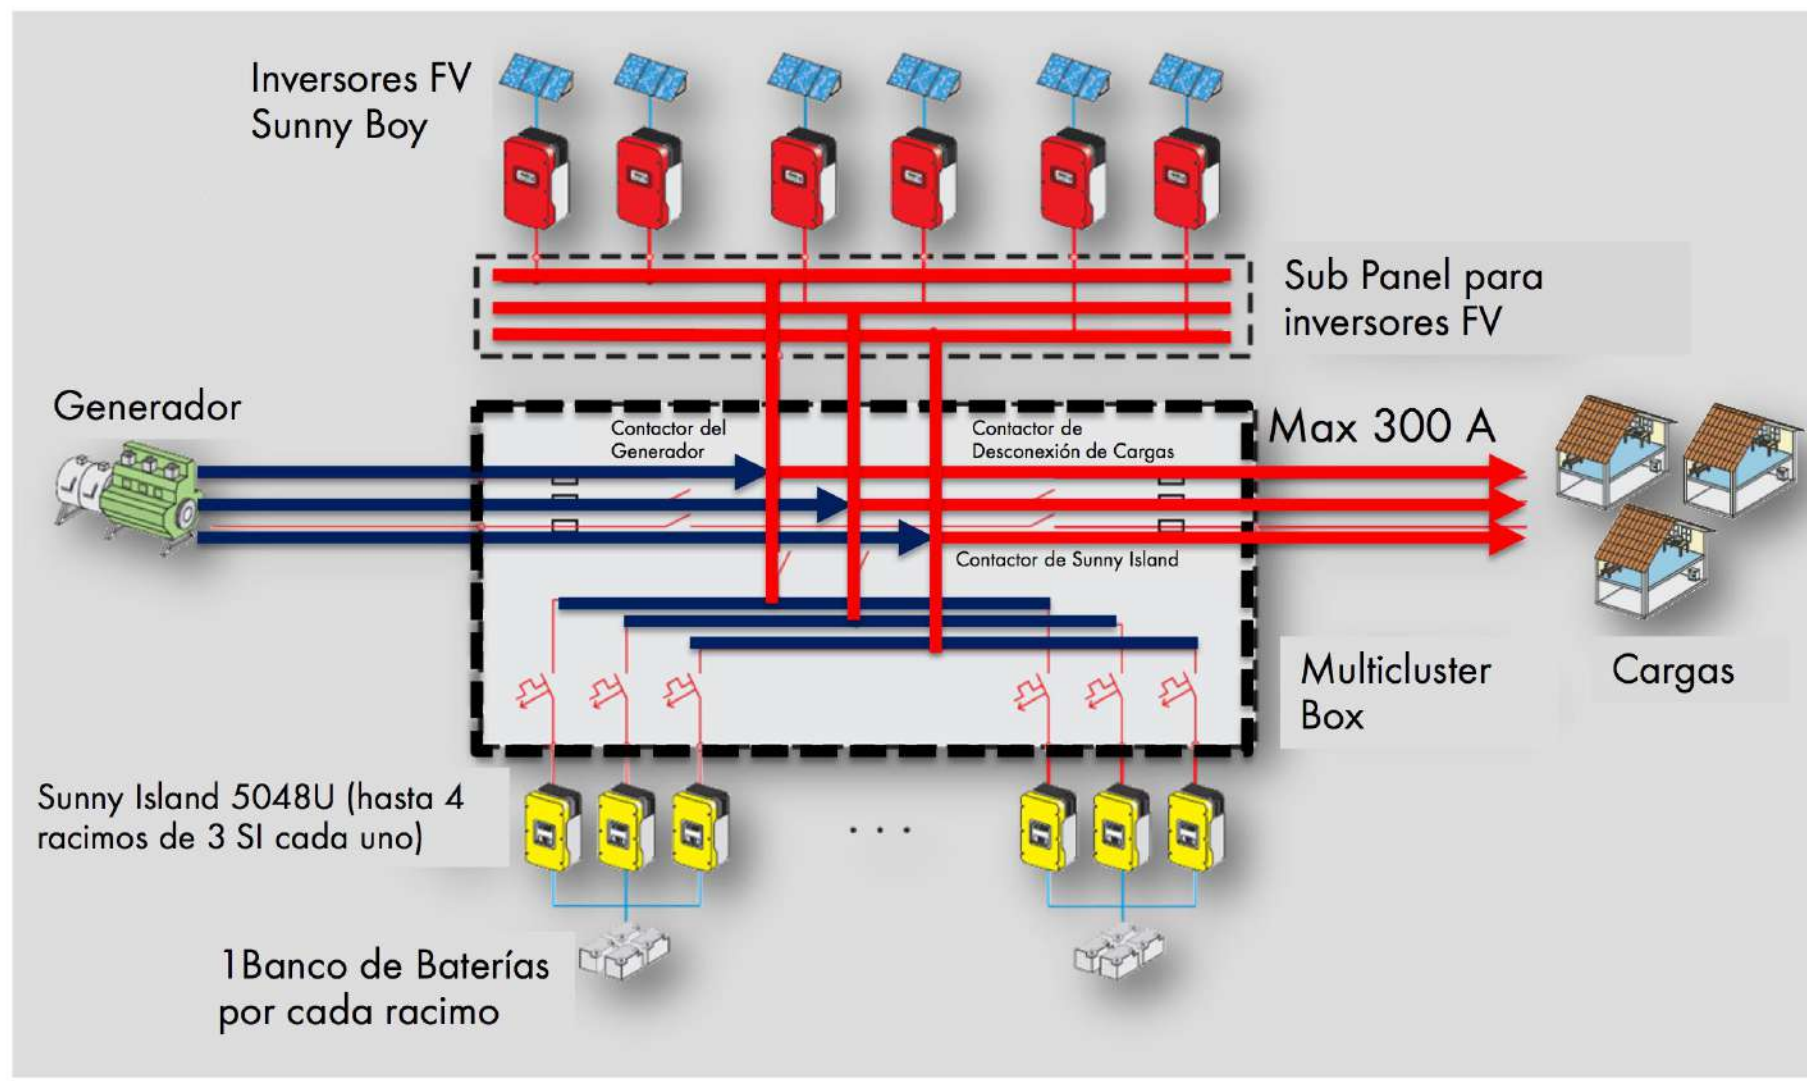 Inversores FV
Sunny Boy
Sub Panel para
inversores FV
Generador
Contactor del
Generador
Contactor de
Desconexión de Cargas
Max 300 A
Contactor de Sunny Island
Multicluster
Box
Cargas
Sunny Island 5048U (hasta 4
racimos de 3 SI cada uno)
. . .
1Banco de Baterías
por cada racimo